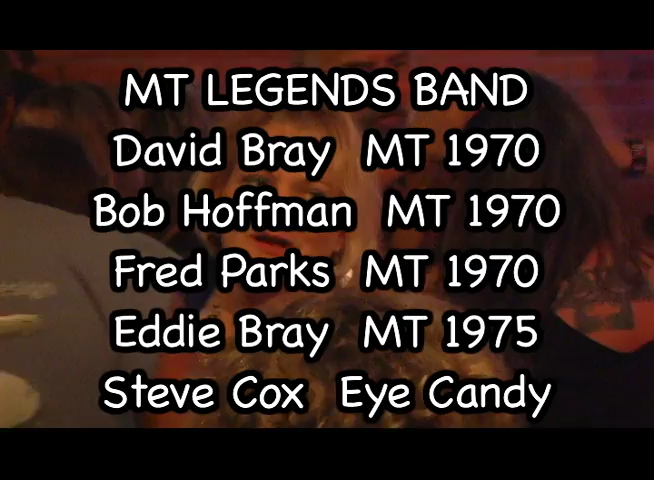 MT LEGENDS BAND
David Bray MT 1970
Bob Hoffman MT 1970
Fred Parks MT 1970
Eddie Bray MT 1975
Steve Cox Eye Candy